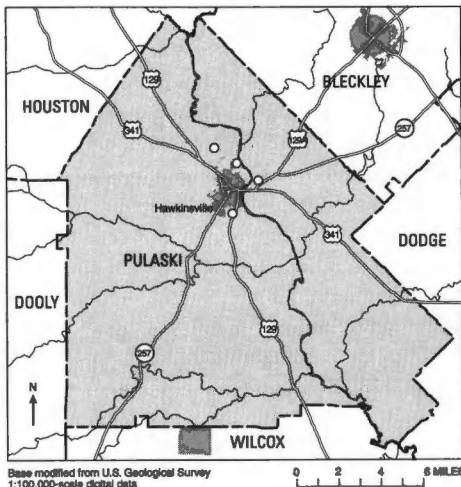 129
BLECKLEY
HOUSTON
341
129A
257
Hawkinsville
341
DODGE
PULASKI
DOOLY
129
257
N
WILCOX
Base modified from U.S. Geological Survey
1:100 000-scale digital data
0 2 4 6 MILES